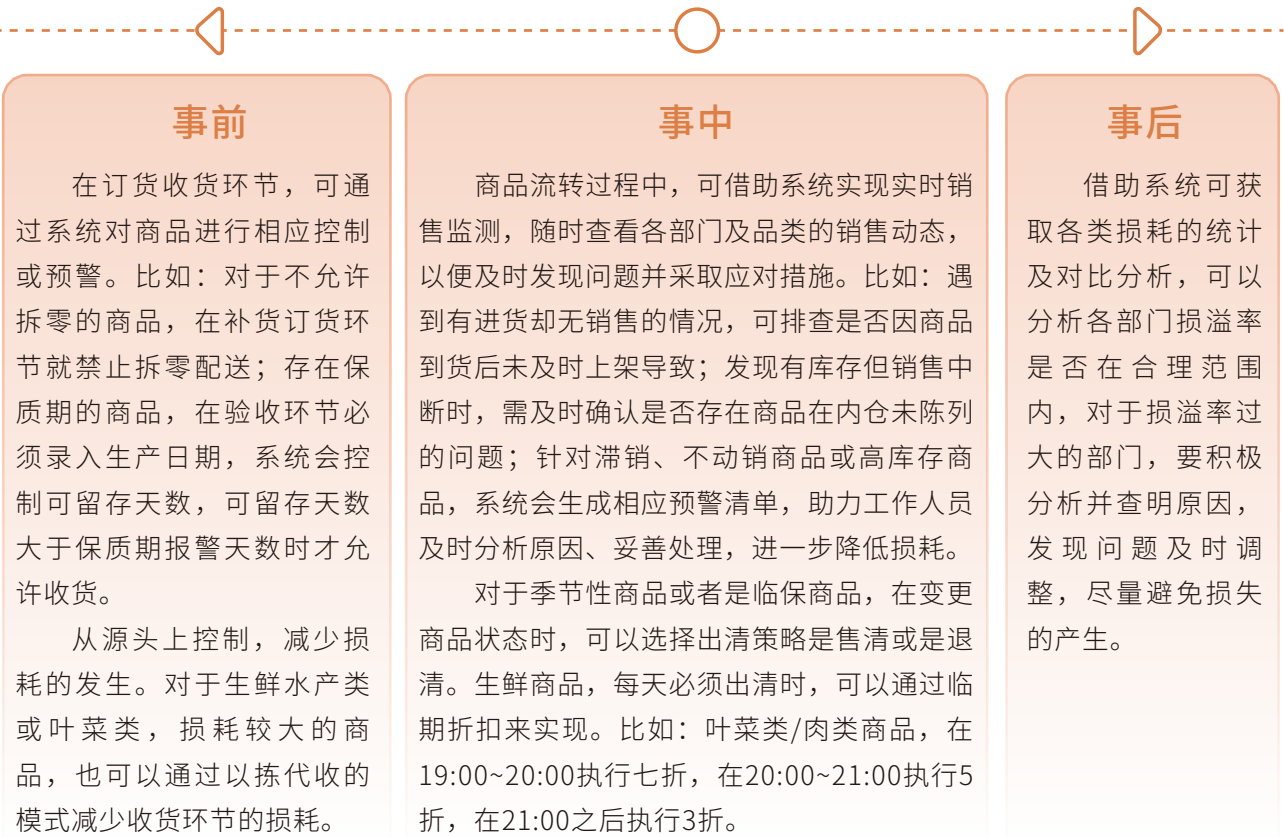 事前
在订货收货环节，可通
过系统对商品进行相应控制
或预警。比如：对于不允许
拆零的商品，在补货订货环
节就禁止拆零配送；存在保
质期的商品，在验收环节必
须录入生产日期，系统会控
制可留存天数，可留存天数
大于保质期报警天数时才允
许收货。
从源头上控制，减少损
耗的发生。对于生鲜水产类
或叶菜类，损耗较大的商
品，也可以通过以拣代收的
模式减少收货环节的损耗。
事中
商品流转过程中，可借助系统实现实时销
售监测，随时查看各部门及品类的销售动态，
以便及时发现问题并采取应对措施。比如：遇
到有进货却无销售的情况，可排查是否因商品
到货后未及时上架导致；发现有库存但销售中
断时，需及时确认是否存在商品在内仓未陈列
的问题；针对滞销、不动销商品或高库存商
品，系统会生成相应预警清单，助力工作人员
及时分析原因、妥善处理，进一步降低损耗。
对于季节性商品或者是临保商品，在变更
商品状态时，可以选择出清策略是售清或是退
清。生鲜商品，每天必须出清时，可以通过临
期折扣来实现。比如：叶菜类/肉类商品，在
19:00~20:00执行七折，在20:00~21:00执行5
折，在21:00之后执行3折。
事后
借助系统可获
取各类损耗的统计
及对比分析，可以
分析各部门损溢率
是否在合理范围
内，对于损溢率过
大的部门，要积极
分析并查明原因，
发现问题及时调
整，尽量避免损失
的产生。